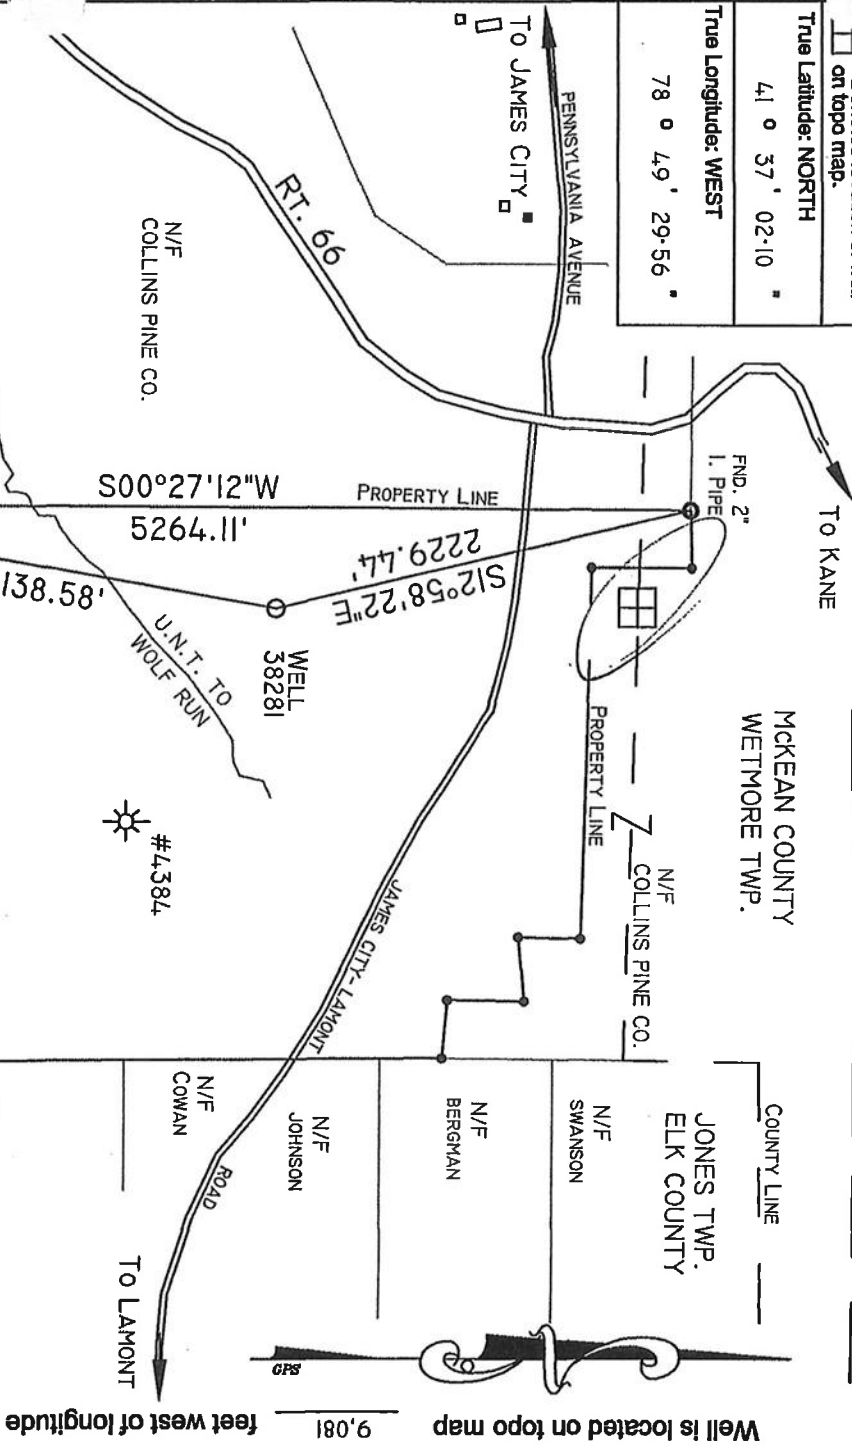 on topo map.
True Latitude: NORTH
41 o 37 ' 02.10 "
True Longitude: WEST
78 o 49 ' 29.56 "
To JAMES CITY
PENNSYLVANIA AVENUE
RT. 66
N/F
COLLINS PINE CO.
FND. 2"
I. PIPE
To KANE
S00°27'12"W
5264.11'
PROPERTY LINE
2229.44'
S12°58'22"E
138.58'
WELL
38281
U.N.T. TO
WOLF RUN
#4384
McKEAN COUNTY
WETMORE TWP.
PROPERTY LINE
N/F
COLLINS PINE CO.
JAMES CITY-LAMONT
ROAD
COUNTY LINE
JONES TWP.
ELK COUNTY
N/F
SWANSON
N/F
BERGMAN
N/F
JOHNSON
N/F
COWAN
To LAMONT
GPS
Well is located on topo map 9,081 feet west of longitude